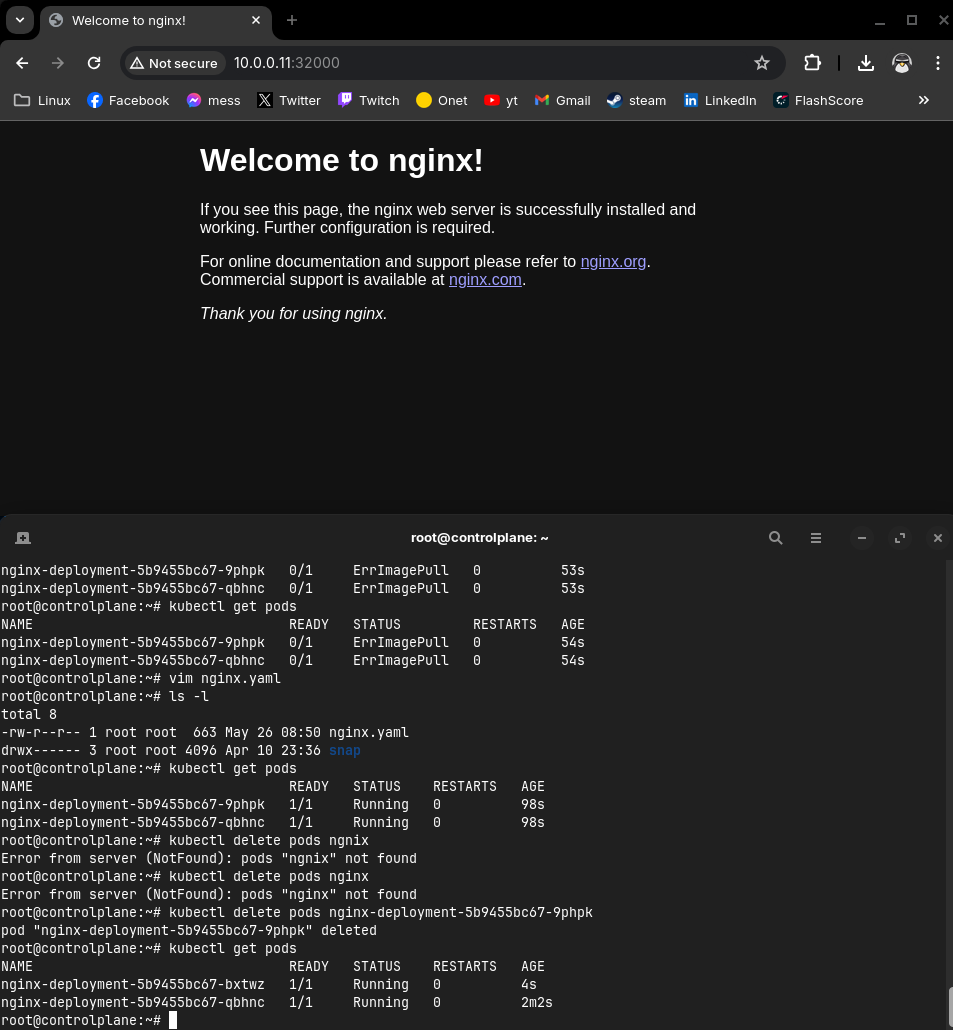 Welcome to nginx!
Not secure 10.0.0.11:32000
Linux Facebook mess Twitter Twitch Onet yt Gmail steam LinkedIn FlashScore
Welcome to nginx!
If you see this page, the nginx web server is successfully installed and
working. Further configuration is required.
For online documentation and support please refer to nginx.org.
Commercial support is available at nginx.com.
Thank you for using nginx.
root@controlplane: ~
nginx-deployment-5b9455bc67-9phpk   0/1     ErrImagePull   0          53s
nginx-deployment-5b9455bc67-qbhnc   0/1     ErrImagePull   0          53s
root@controlplane:~# kubectl get pods
NAME                                READY   STATUS         RESTARTS   AGE
nginx-deployment-5b9455bc67-9phpk   0/1     ErrImagePull   0          54s
nginx-deployment-5b9455bc67-qbhnc   0/1     ErrImagePull   0          54s
root@controlplane:~# vim nginx.yaml
root@controlplane:~# ls -l
total 8
-rw-r--r-- 1 root root  663 May 26 08:50 nginx.yaml
drwx------ 3 root root 4096 Apr 10 23:36 snap
root@controlplane:~# kubectl get pods
NAME                                READY   STATUS    RESTARTS   AGE
nginx-deployment-5b9455bc67-9phpk   1/1     Running   0          98s
nginx-deployment-5b9455bc67-qbhnc   1/1     Running   0          98s
root@controlplane:~# kubectl delete pods ngnix
Error from server (NotFound): pods "ngnix" not found
root@controlplane:~# kubectl delete pods nginx
Error from server (NotFound): pods "nginx" not found
root@controlplane:~# kubectl delete pods nginx-deployment-5b9455bc67-9phpk
pod "nginx-deployment-5b9455bc67-9phpk" deleted
root@controlplane:~# kubectl get pods
NAME                                READY   STATUS    RESTARTS   AGE
nginx-deployment-5b9455bc67-bxtwz   1/1     Running   0          4s
nginx-deployment-5b9455bc67-qbhnc   1/1     Running   0          2m2s
root@controlplane:~#